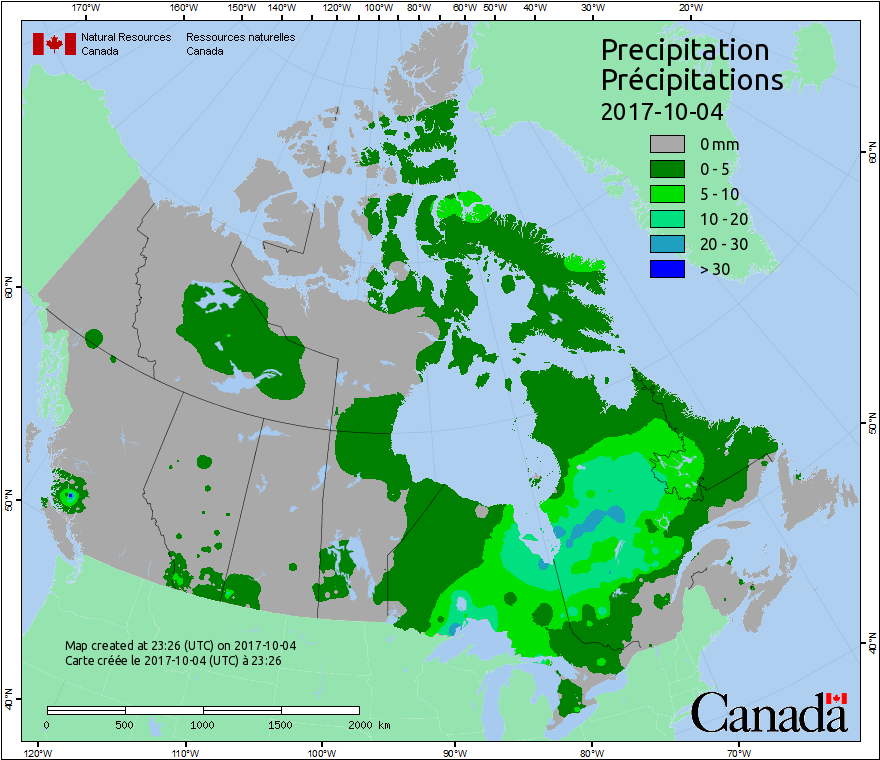 170°W 160°W 150°W 140°W 130°W 120°W 110°W 100°W 90°W 80°W 70°W 60°W 50°W 40°W 30°W 20°W
Natural Resources Ressources naturelles
Canada Canada
Precipitation
Précipitations
2017-10-04
0 mm
0 - 5
5 - 10
10 - 20
20 - 30
> 30
60°N
60°N
50°N
50°N
40°N
40°N
Map created at 23:26 (UTC) on 2017-10-04
Carte créée le 2017-10-04 (UTC) à 23:26
0 500 1000 1500 2000 km
Canada
120°W 110°W 100°W 90°W 80°W 70°W